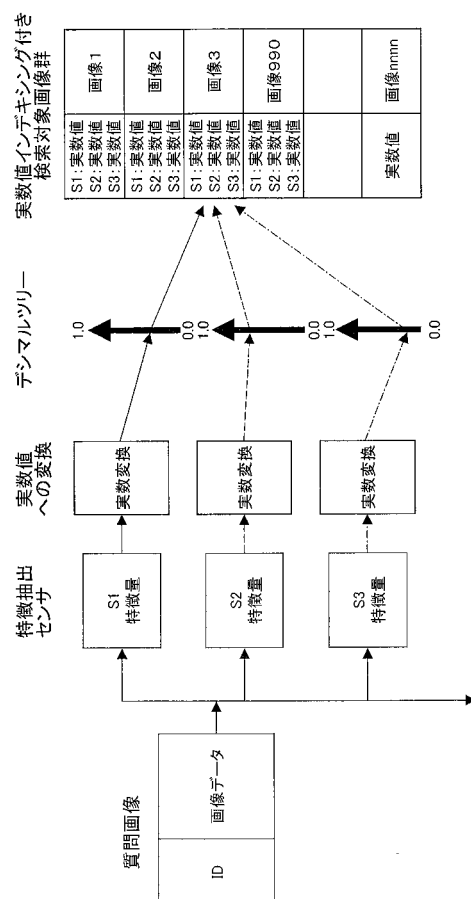 質問画像
ID
画像データ
特徴抽出
センサ
S1
特徴量
S2
特徴量
S3
特徴量
実数値
への変換
実数変換
実数変換
実数変換
デシマルツリー
1.0
0.0
1.0
0.0
1.0
0.0
実数値インデキシング付き
検索対象画像群
S1:実数値
S2:実数値
S3:実数値
画像1
S1:実数値
S2:実数値
S3:実数値
画像2
S1:実数値
S2:実数値
S3:実数値
画像3
S1:実数値
S2:実数値
S3:実数値
画像990
実数値
画像nnnn